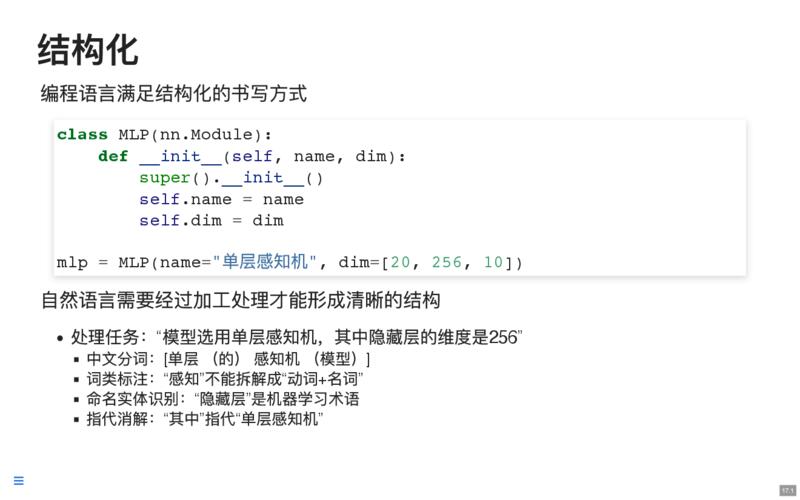 结构化
编程语言满足结构化的书写方式
class MLP(nn.Module):
    def __init__(self, name, dim):
        super().__init__()
        self.name = name
        self.dim = dim
mlp = MLP(name="单层感知机", dim=[20, 256, 10])
自然语言需要经过加工处理才能形成清晰的结构
• 处理任务：“模型选用单层感知机，其中隐藏层的维度是256”
▪ 中文分词：[单层 （的） 感知机 （模型）]
▪ 词类标注：“感知”不能拆解成“动词+名词”
▪ 命名实体识别：“隐藏层”是机器学习术语
▪ 指代消解：“其中”指代“单层感知机”
17.1